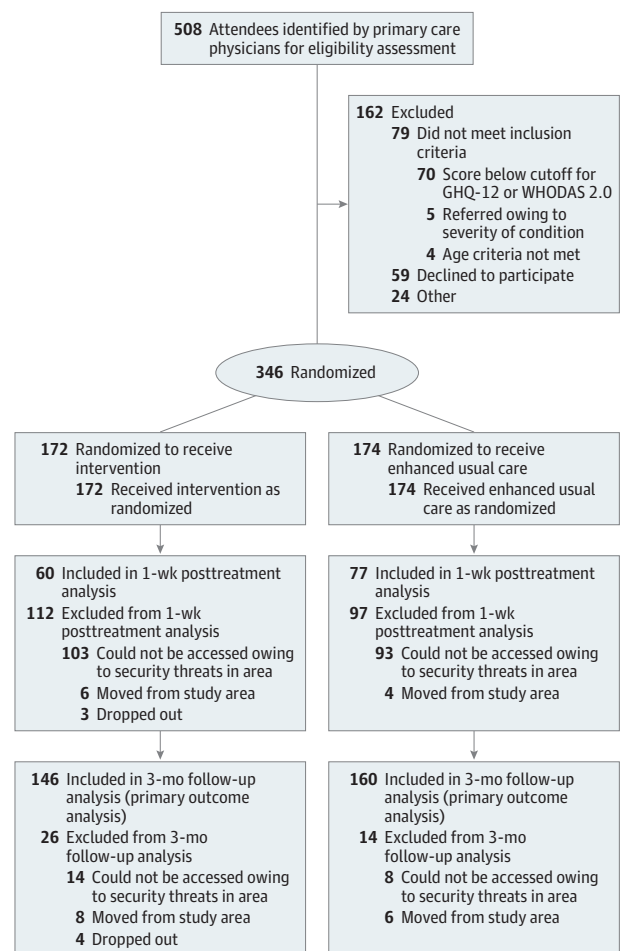 508 Attendees identified by primary care
physicians for eligibility assessment
162 Excluded
79 Did not meet inclusion
criteria
70 Score below cutoff for
GHQ-12 or WHODAS 2.0
5 Referred owing to
severity of condition
4 Age criteria not met
59 Declined to participate
24 Other
346 Randomized
172 Randomized to receive
intervention
172 Received intervention as
randomized
174 Randomized to receive
enhanced usual care
174 Received enhanced usual
care as randomized
60 Included in 1-wk posttreatment
analysis
112 Excluded from 1-wk
posttreatment analysis
103 Could not be accessed owing
to security threats in area
6 Moved from study area
3 Dropped out
77 Included in 1-wk posttreatment
analysis
97 Excluded from 1-wk
posttreatment analysis
93 Could not be accessed owing
to security threats in area
4 Moved from study area
146 Included in 3-mo follow-up
analysis (primary outcome
analysis)
26 Excluded from 3-mo
follow-up analysis
14 Could not be accessed owing
to security threats in area
8 Moved from study area
4 Dropped out
160 Included in 3-mo follow-up
analysis (primary outcome
analysis)
14 Excluded from 3-mo
follow-up analysis
8 Could not be accessed owing
to security threats in area
6 Moved from study area